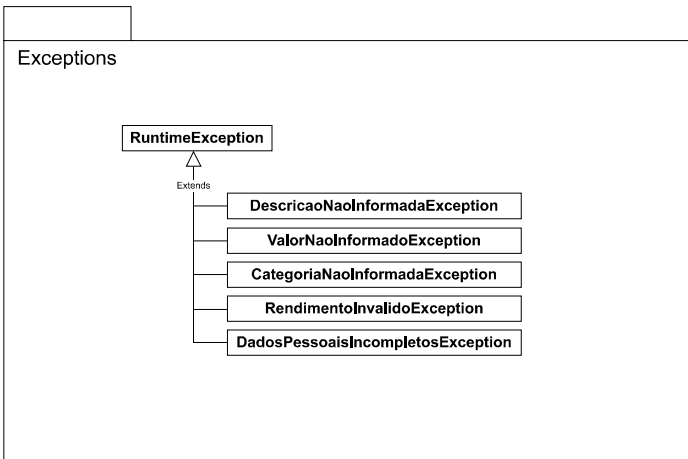 Exceptions
RuntimeException
Extends
DescricaoNaoInformadaException
ValorNaoInformadoException
CategoriaNaoInformadaException
RendimentoInvalidoException
DadosPessoaisIncompletosException